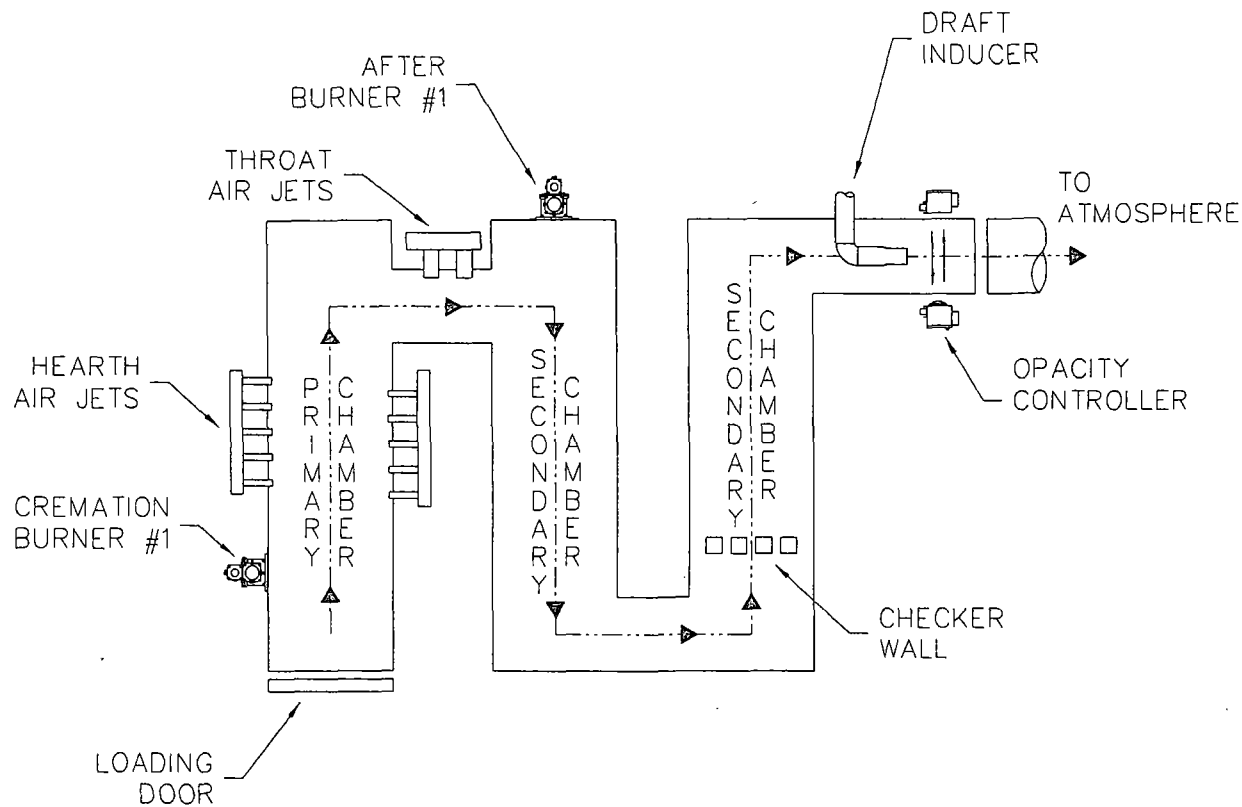 DRAFT
INDUCER
AFTER
BURNER #1
THROAT
AIR JETS
TO
ATMOSPHERE
HEARTH
AIR JETS
PRIMARY
CHAMBER
SECONDARY
CHAMBER
SECONDARY
CHAMBER
OPACITY
CONTROLLER
CREMATION
BURNER #1
CHECKER
WALL
LOADING
DOOR